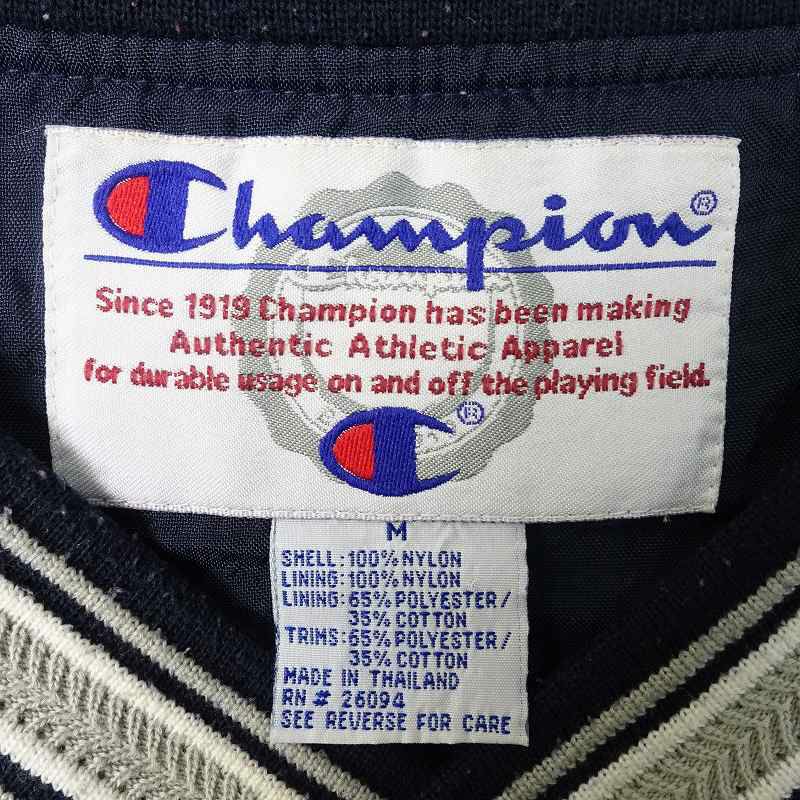 Champion®
Since 1919 Champion has been making
Authentic Athletic Apparel
for durable usage on and off the playing field.
®
M
SHELL: 100% NYLON
LINING: 100% NYLON
LINING: 65% POLYESTER/
35% COTTON
TRIMS: 65% POLYESTER/
35% COTTON
MADE IN THAILAND
RN # 26094
SEE REVERSE FOR CARE